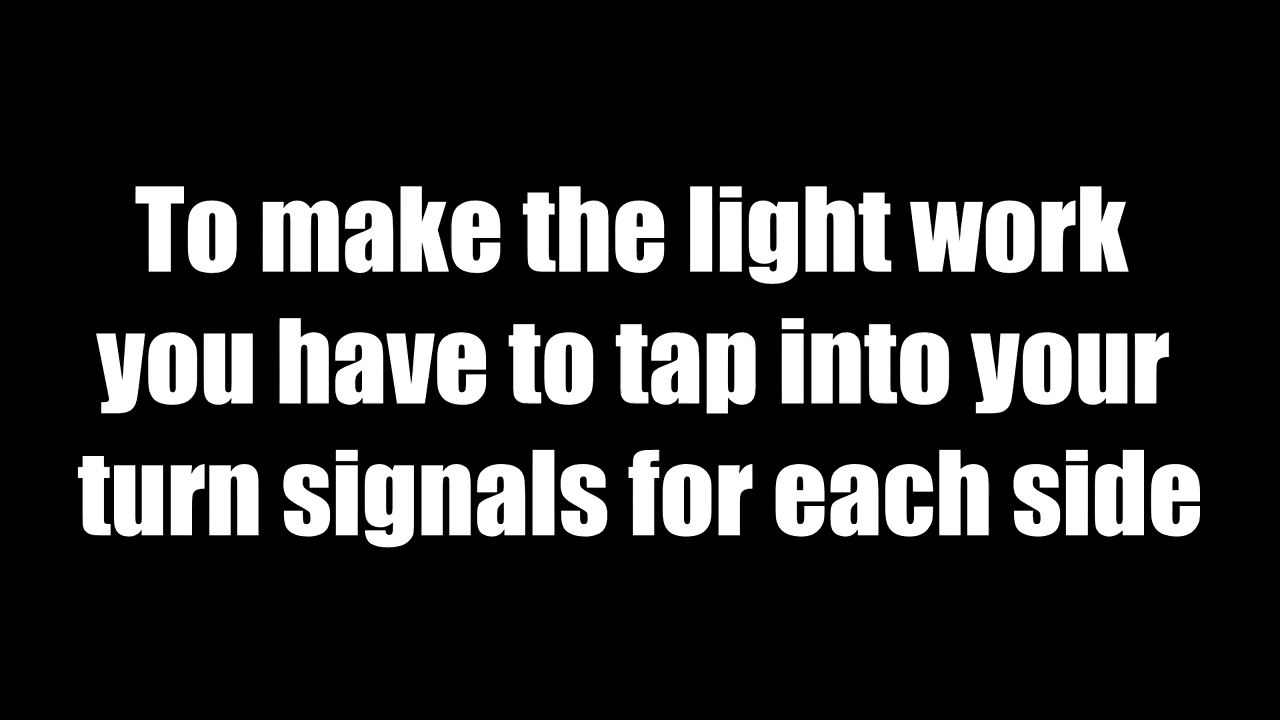 To make the light work
you have to tap into your
turn signals for each side